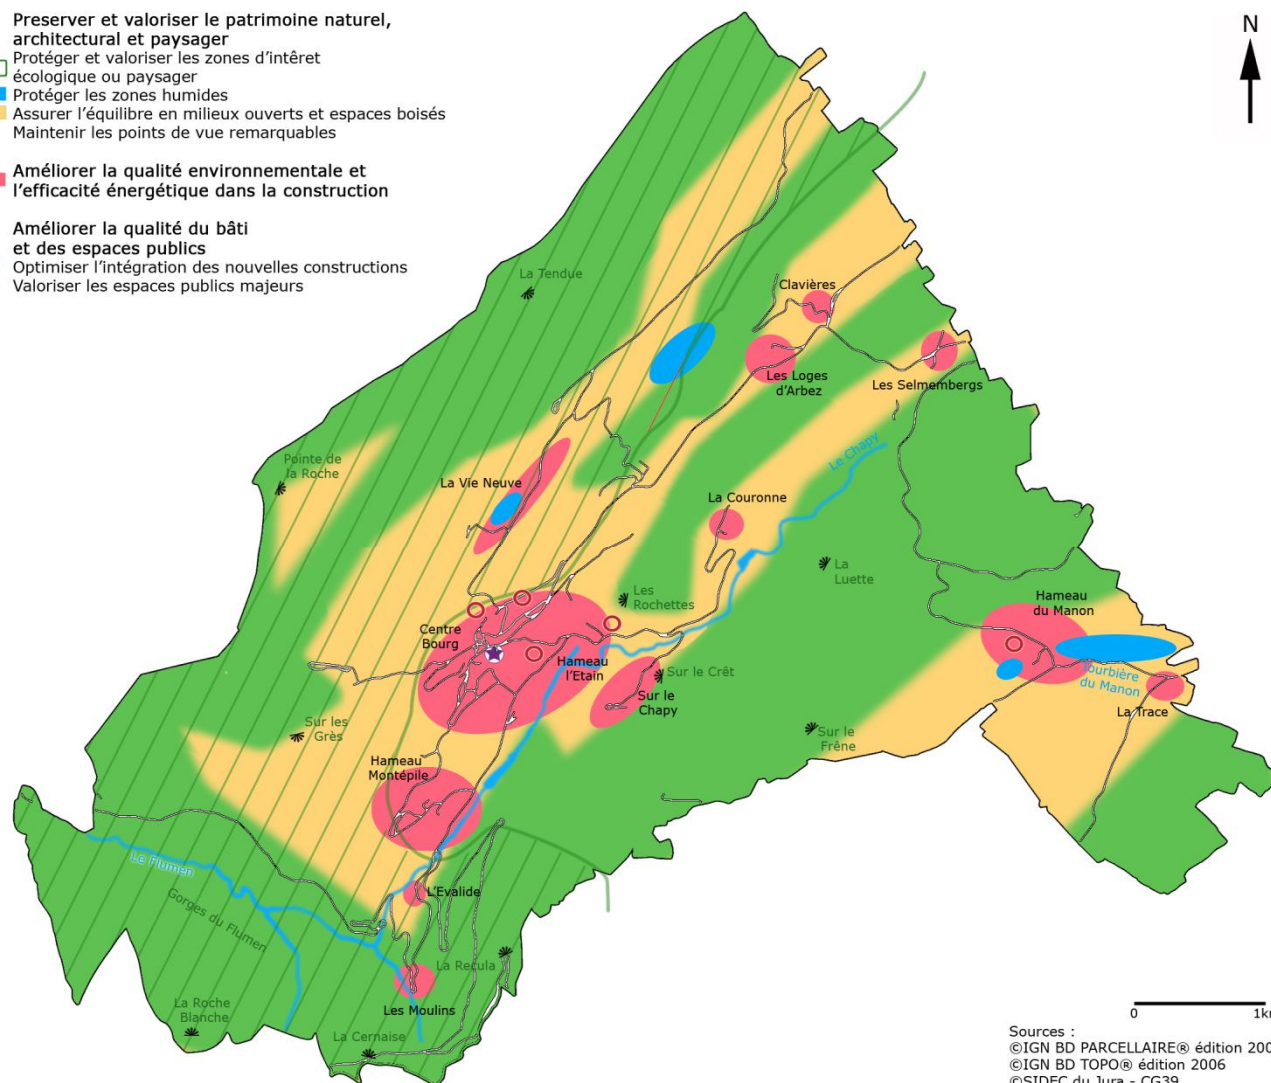 Preserver et valoriser le patrimoine naturel,
architectural et paysager
Protéger et valoriser les zones d'intêret
écologique ou paysager
Protéger les zones humides
Assurer l'équilibre en milieux ouverts et espaces boisés
Maintenir les points de vue remarquables
Améliorer la qualité environnementale et
l'efficacité énergétique dans la construction
Améliorer la qualité du bâti
et des espaces publics
Optimiser l'intégration des nouvelles constructions
Valoriser les espaces publics majeurs
N
La Tendue
Clavières
Les Loges
d'Arbez
Les Selmembergs
Pointe de
la Roche
La Vie Neuve
Le Chapy
La Couronne
La
Luette
Les
Rochettes
Hameau
du Manon
Centre
Bourg
Hameau
l'Etain
Sur le Crêt
Sur le
Chapy
Tourbière
du Manon
La Trace
Sur les
Grès
Sur le
Frêne
Hameau
Montépile
Le Flumen
Gorges du Flumen
L'Evalide
La Recula
Les Moulins
La Roche
Blanche
La Cernaise
0 1km
Sources :
©IGN BD PARCELLAIRE® édition 200
©IGN BD TOPO® édition 2006
©SIDEC du Jura - CG39